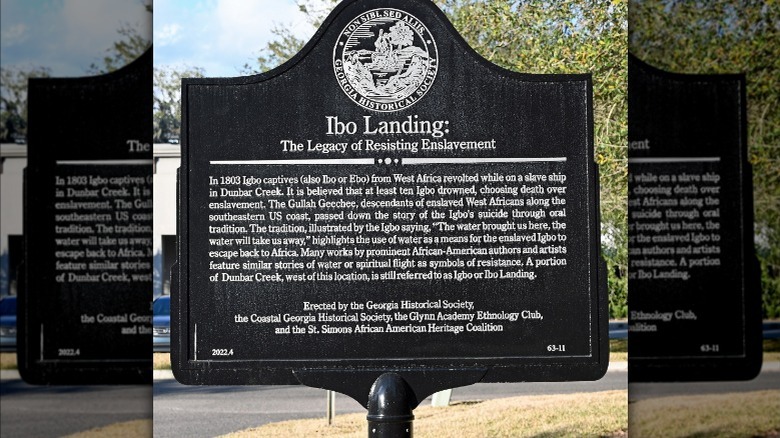 NON SIBI, SED ALIIS
GEORGIA HISTORICAL SOCIETY
Ibo Landing:
The Legacy of Resisting Enslavement
In 1803 Igbo captives (also Ibo or Ebo) from West Africa revolted while on a slave ship
in Dunbar Creek. It is believed that at least ten Igbo drowned, choosing death over
enslavement. The Gullah Geechee, descendants of enslaved West Africans along the
southeastern US coast, passed down the story of the Igbo's suicide through oral
tradition. The tradition, illustrated by the Igbo saying, "The water brought us here, the
water will take us away," highlights the use of water as a means for the enslaved Igbo to
escape back to Africa. Many works by prominent African-American authors and artists
feature similar stories of water or spiritual flight as symbols of resistance. A portion
of Dunbar Creek, west of this location, is still referred to as Igbo or Ibo Landing.
Erected by the Georgia Historical Society,
the Coastal Georgia Historical Society, the Glynn Academy Ethnology Club,
and the St. Simons African American Heritage Coalition
2022.4
63-11